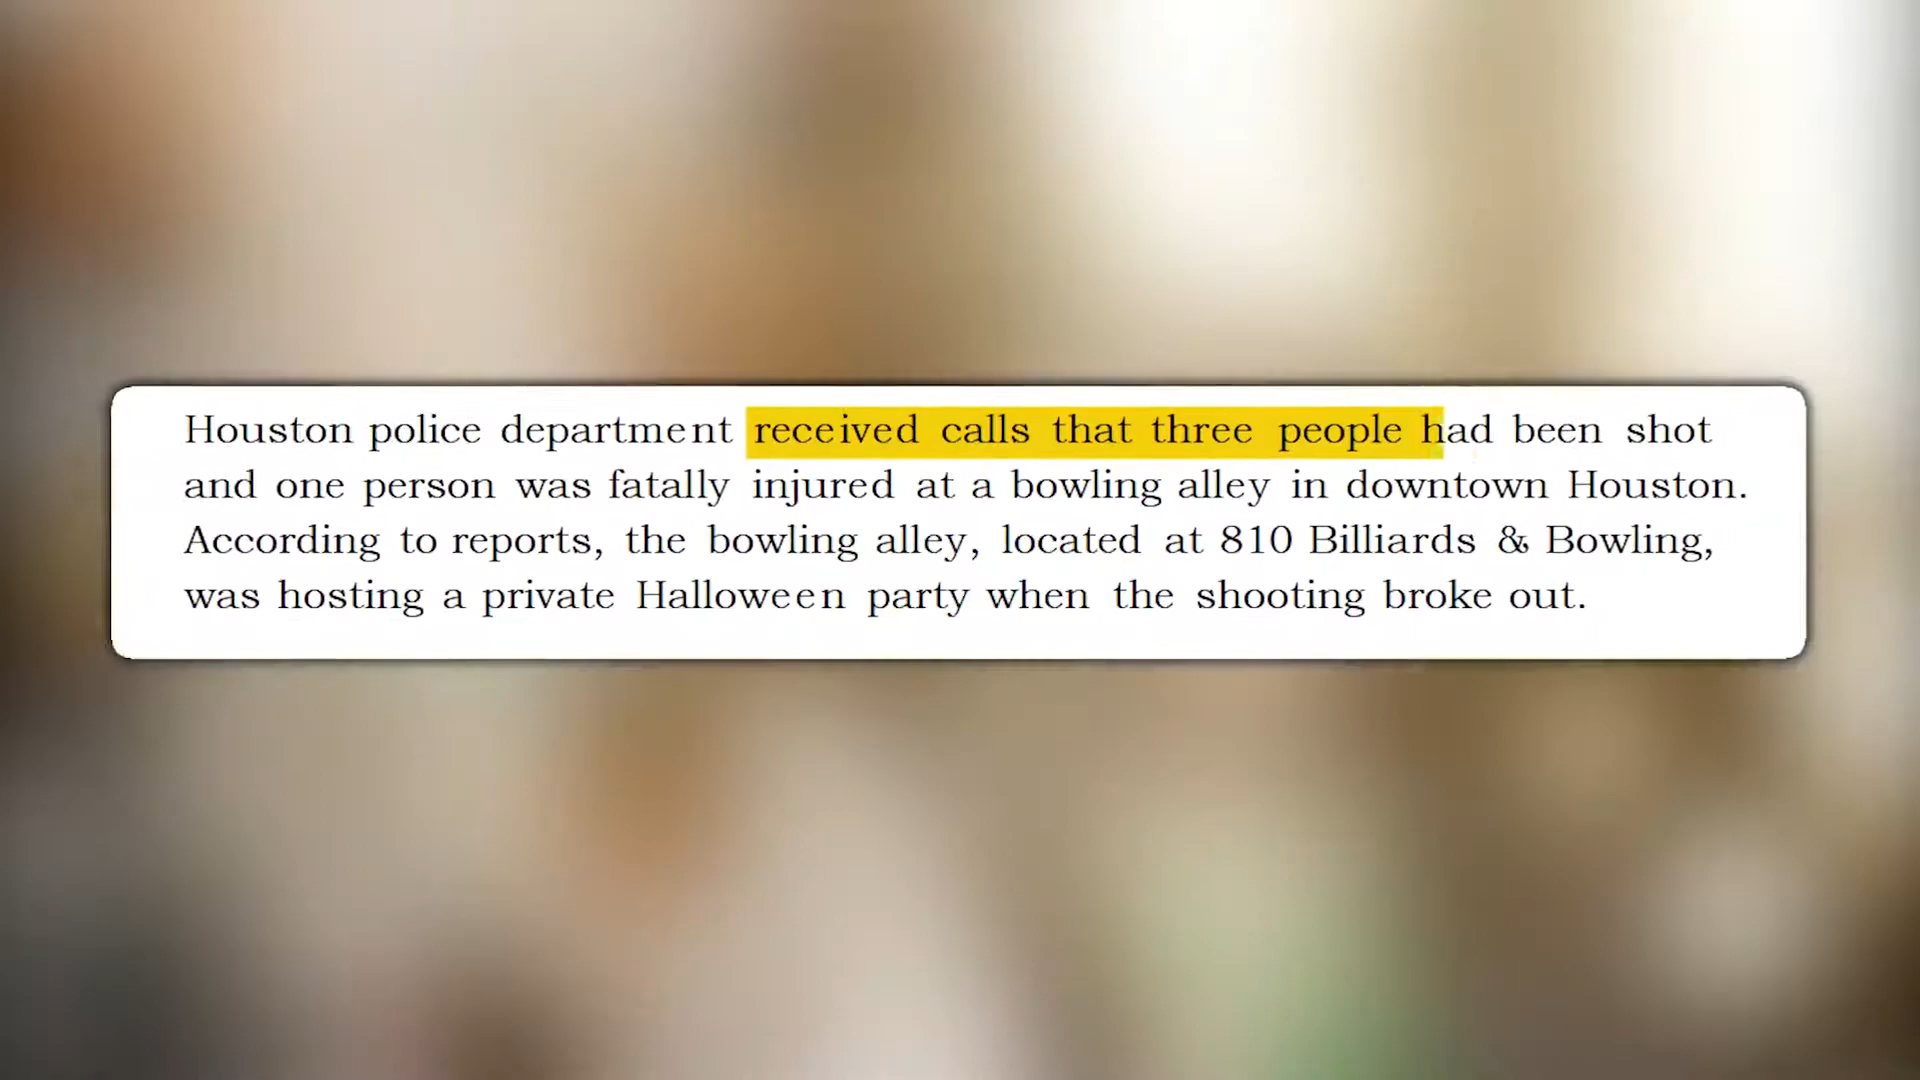 Houston police department received calls that three people had been shot
and one person was fatally injured at a bowling alley in downtown Houston.
According to reports, the bowling alley, located at 810 Billiards & Bowling,
was hosting a private Halloween party when the shooting broke out.